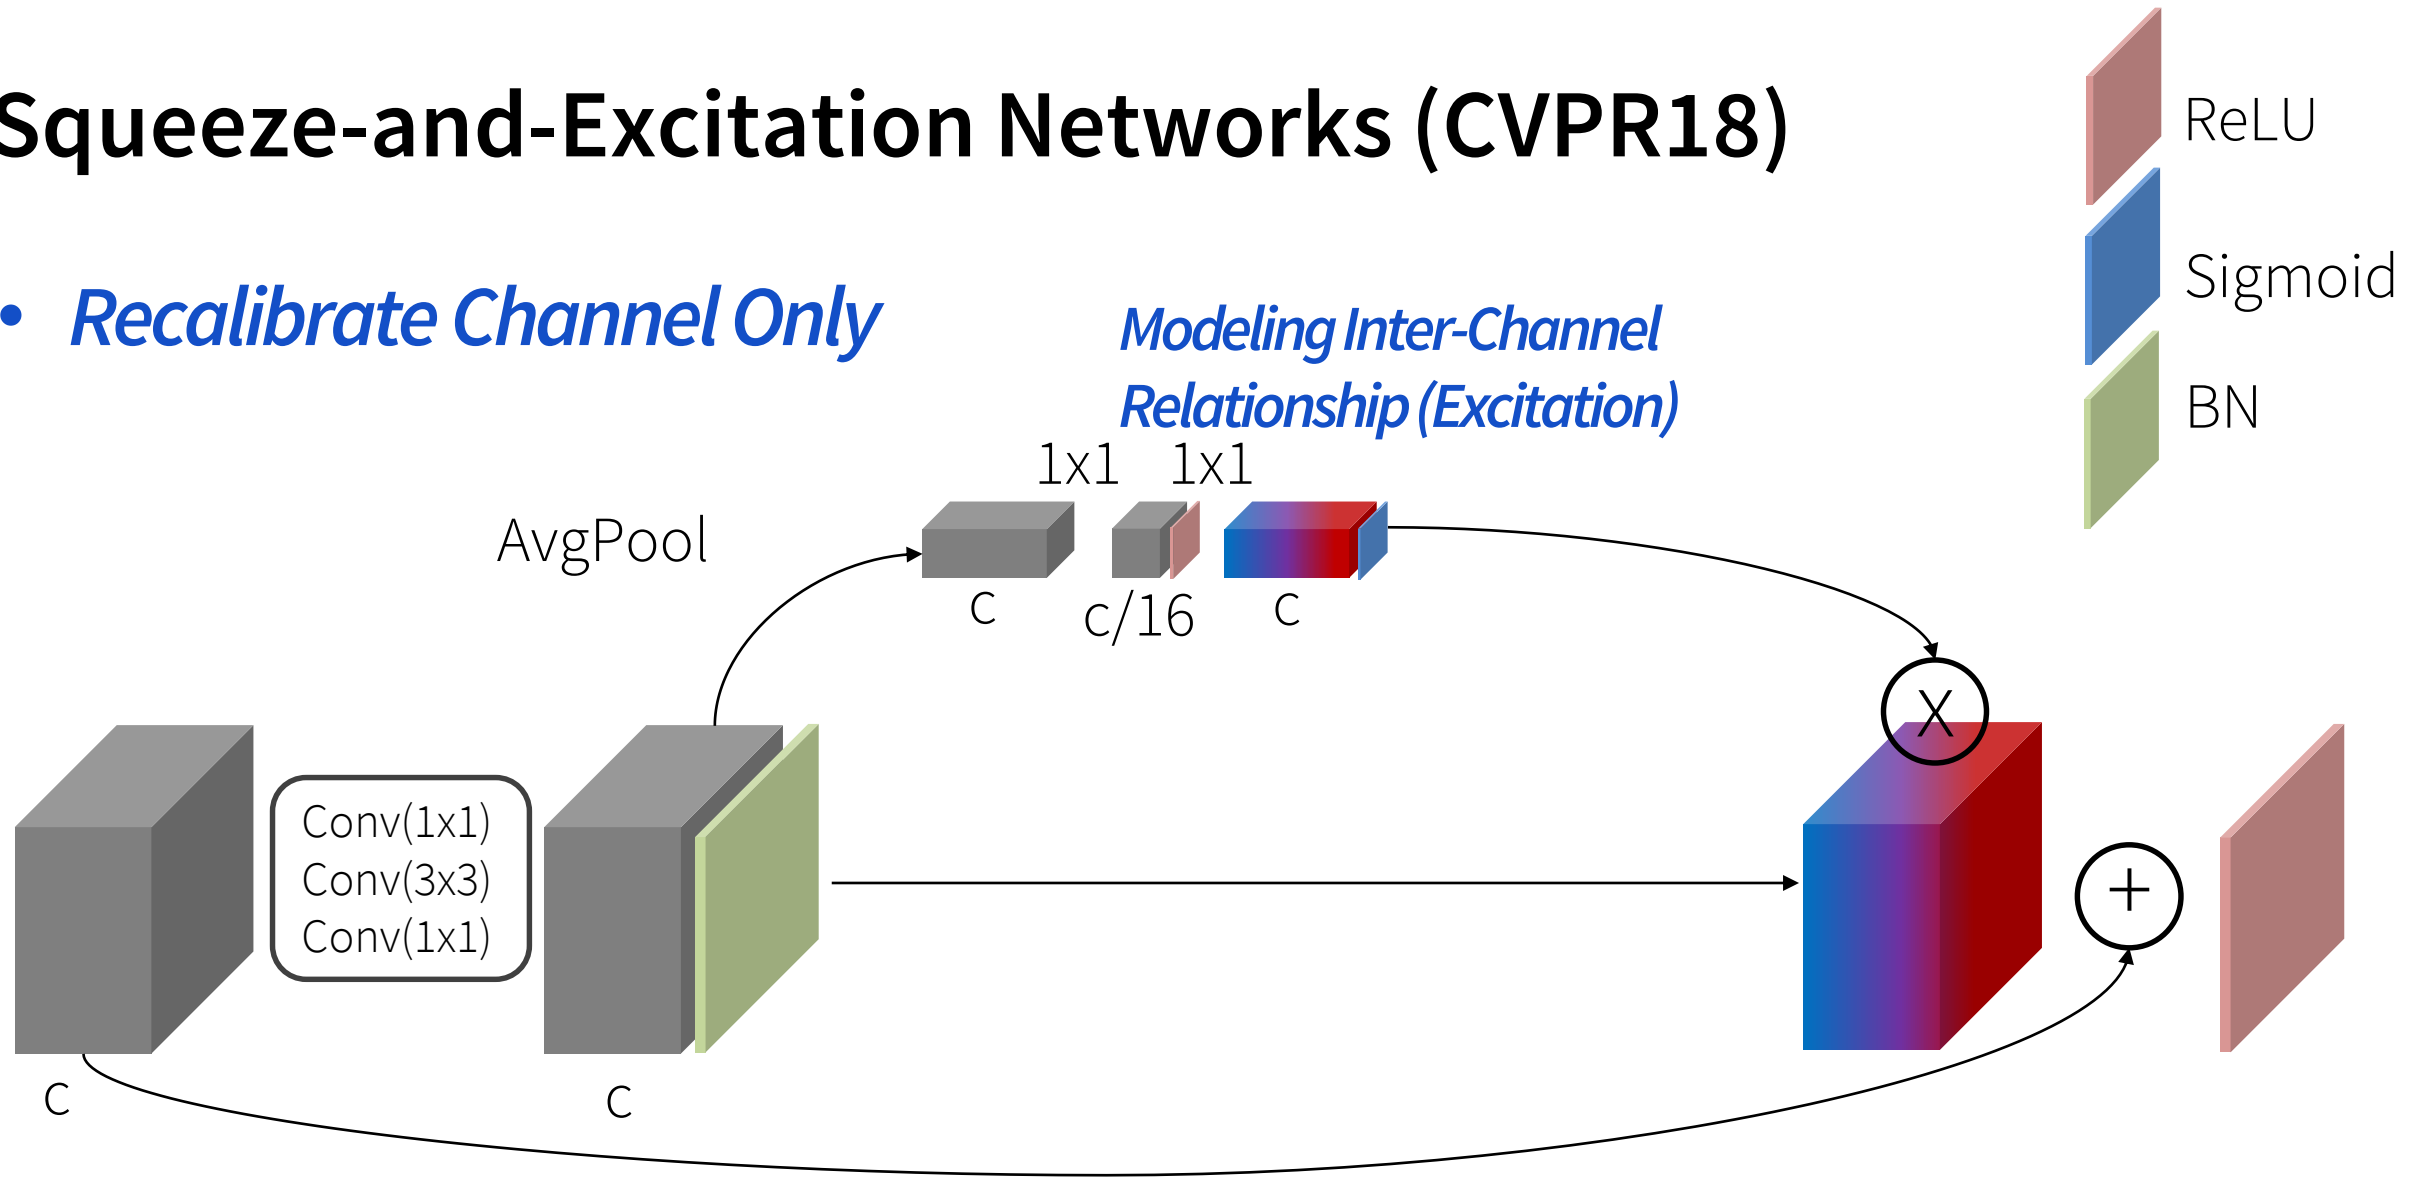 Squeeze-and-Excitation Networks (CVPR18)
ReLU
Sigmoid
BN
• Recalibrate Channel Only
Modeling Inter-Channel
Relationship (Excitation)
1x1 1x1
AvgPool
c c/16 c
X
Conv(1x1)
Conv(3x3)
Conv(1x1)
+
c c